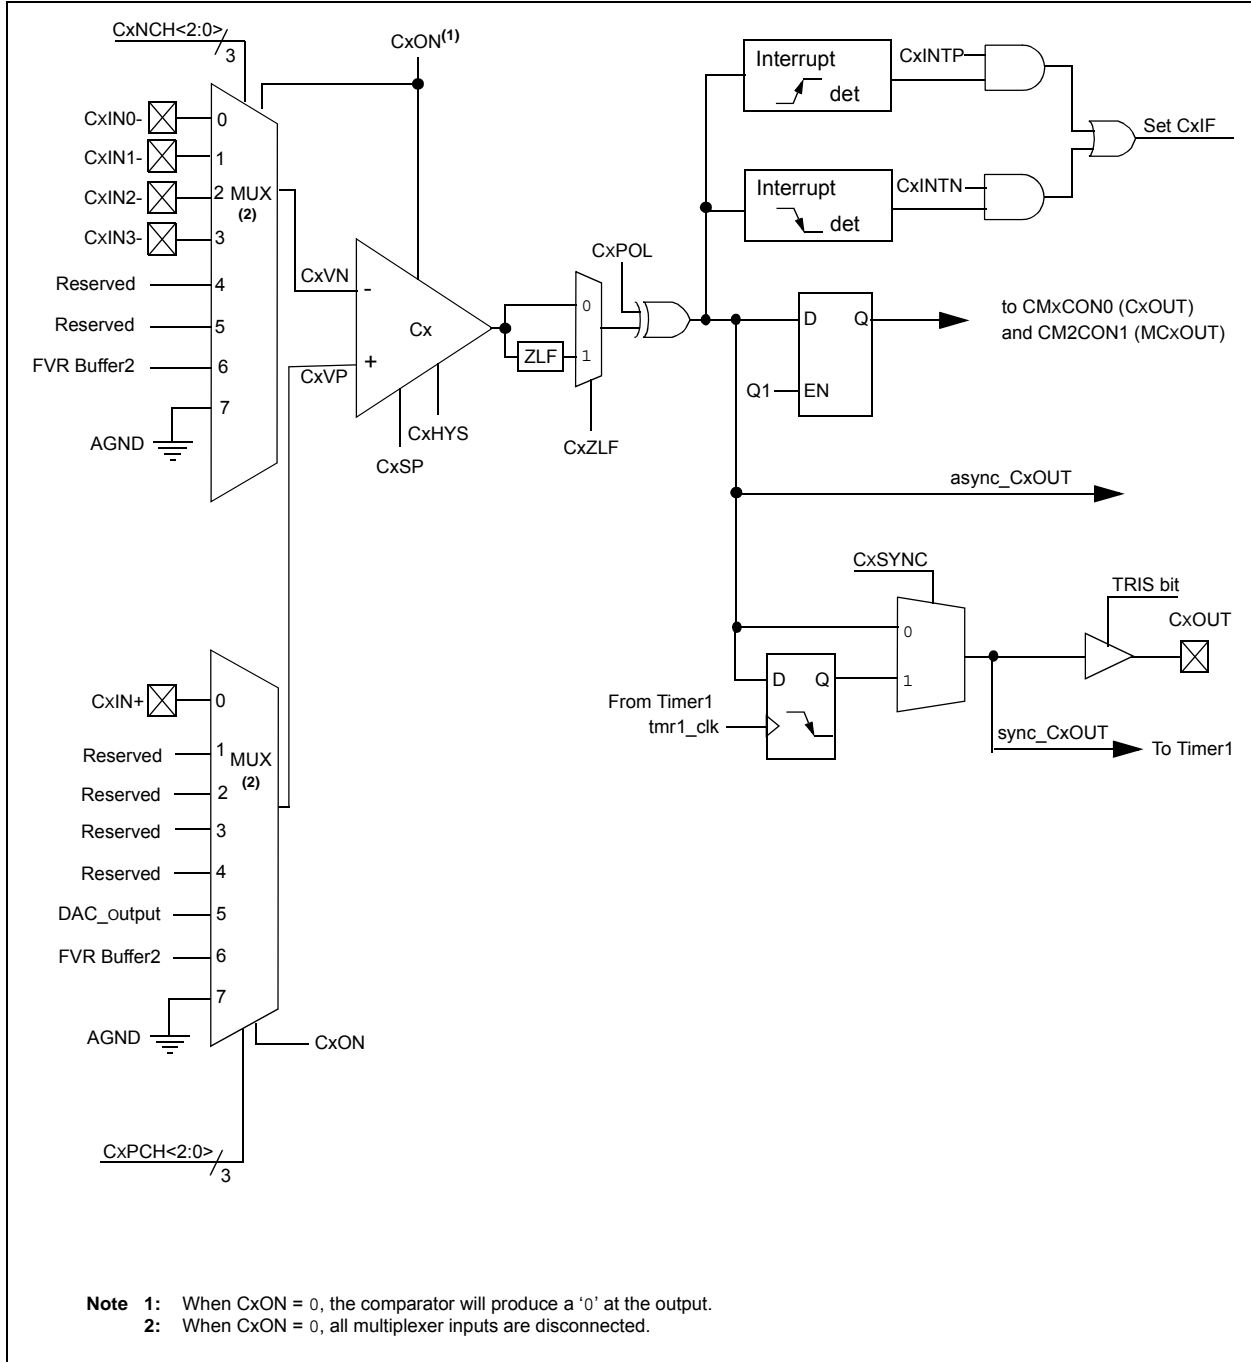 CxNCH<2:0>
3
CxON(1)
Interrupt
det
CxINTP
CxIN0-
0
CxIN1-
1
CxIN2-
2 MUX
(2)
CxIN3-
3
Reserved
4
Reserved
5
FVR Buffer2
6
7
AGND
Set CxIF
Interrupt
det
CxINTN
CxVN
-
Cx
+
CxVP
CxHYS
CxSP
0
ZLF
1
CxZLF
CxPOL
D Q
Q1
EN
to CMxCON0 (CxOUT)
and CM2CON1 (MCxOUT)
async_CxOUT
CxSYNC
0
1
TRIS bit
CxOUT
D Q
From Timer1
tmr1_clk
sync_CxOUT
To Timer1
CxIN+
0
Reserved
1 MUX
(2)
Reserved
2
Reserved
3
Reserved
4
DAC_output
5
FVR Buffer2
6
7
AGND
CxON
CxPCH<2:0>
3
Note 1: When CxON = 0, the comparator will produce a ‘0’ at the output.
2: When CxON = 0, all multiplexer inputs are disconnected.